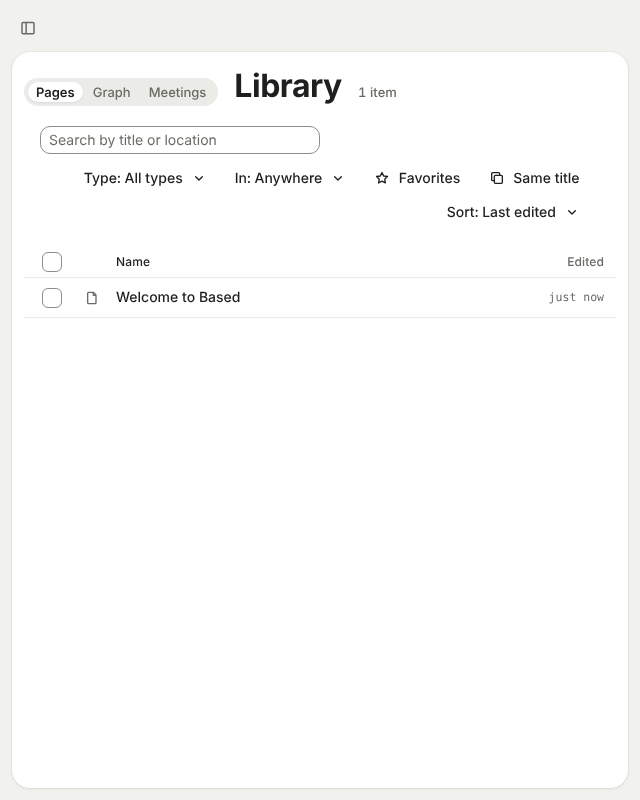 Pages Graph Meetings Library 1 item
Search by title or location
Type: All types In: Anywhere Favorites Same title
Sort: Last edited
Name Edited
Welcome to Based just now